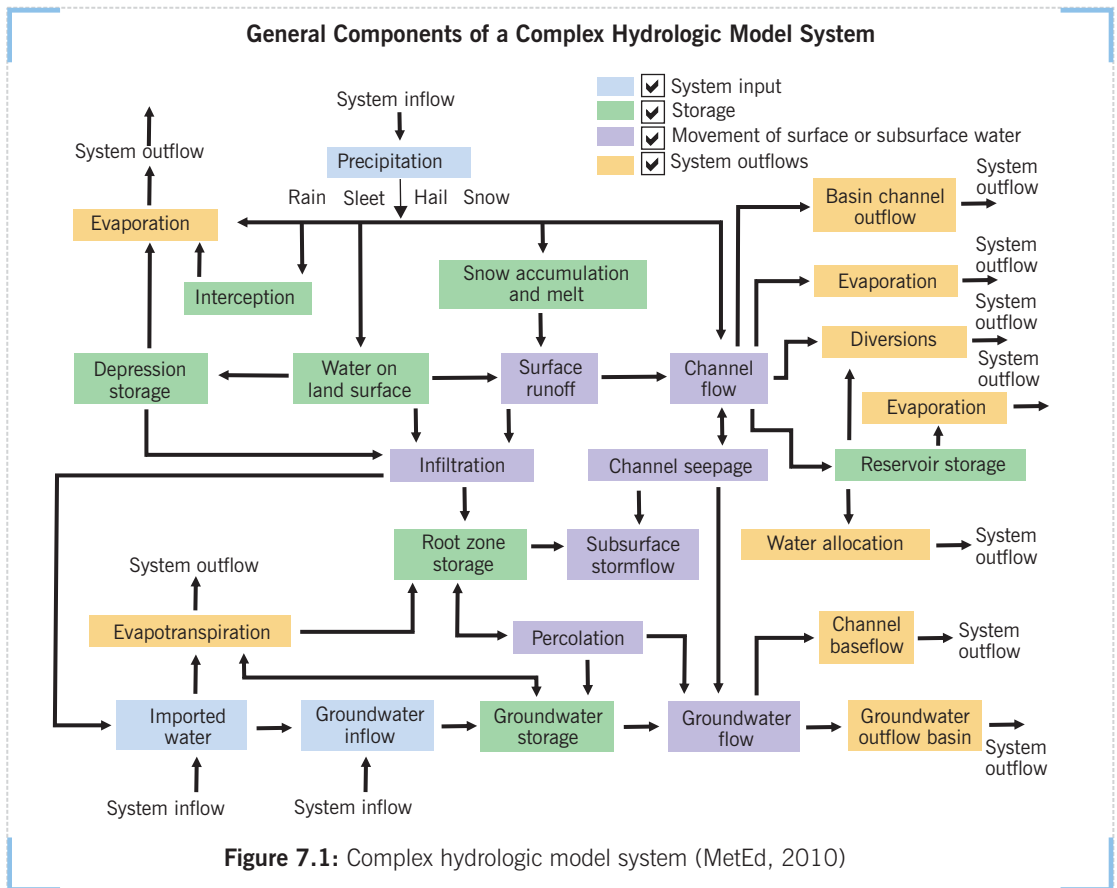 General Components of a Complex Hydrologic Model System
System input
Storage
Movement of surface or subsurface water
System outflows
System inflow
Precipitation
Rain Sleet Hail Snow
System outflow
Evaporation
Interception
Snow accumulation
and melt
Basin channel
outflow
System
outflow
Evaporation
System
outflow
Diversions
System
outflow
Depression
storage
Water on
land surface
Surface
runoff
Channel
flow
Evaporation
System
outflow
Infiltration
Channel seepage
Reservoir storage
Root zone
storage
Subsurface
stormflow
Water allocation
System
outflow
System outflow
Evapotranspiration
Percolation
Channel
baseflow
System
outflow
Imported
water
Groundwater
inflow
Groundwater
storage
Groundwater
flow
Groundwater
outflow basin
System
outflow
System inflow
System inflow
Figure 7.1: Complex hydrologic model system (MetEd, 2010)